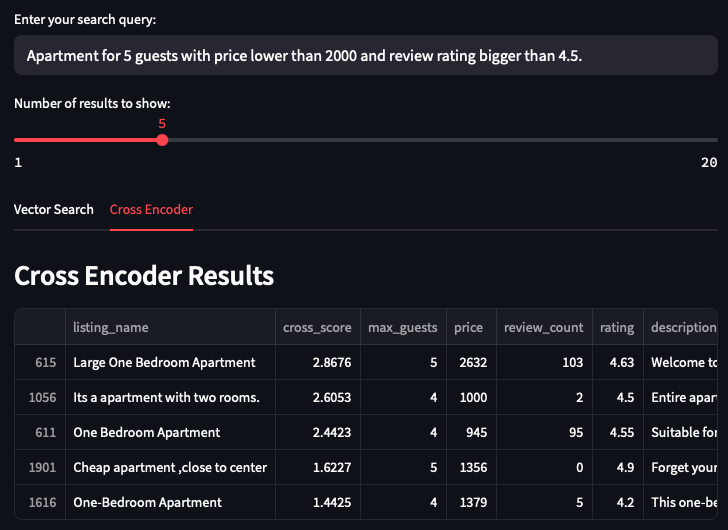 Enter your search query:
Apartment for 5 guests with price lower than 2000 and review rating bigger than 4.5.
Number of results to show:
5
1 20
Vector Search Cross Encoder
Cross Encoder Results
listing_name cross_score max_guests price review_count rating description
615 Large One Bedroom Apartment 2.8676 5 2632 103 4.63 Welcome to
1056 Its a apartment with two rooms. 2.6053 4 1000 2 4.5 Entire apar
611 One Bedroom Apartment 2.4423 4 945 95 4.55 Suitable for
1901 Cheap apartment ,close to center 1.6227 5 1356 0 4.9 Forget your
1616 One-Bedroom Apartment 1.4425 4 1379 5 4.2 This one-be